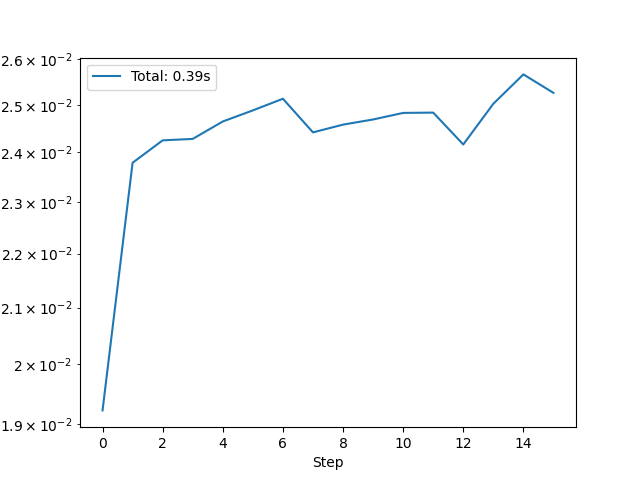 2.6 × 10⁻²
2.5 × 10⁻²
2.4 × 10⁻²
2.3 × 10⁻²
2.2 × 10⁻²
2.1 × 10⁻²
2 × 10⁻²
1.9 × 10⁻²
Total: 0.39s
0 2 4 6 8 10 12 14
Step